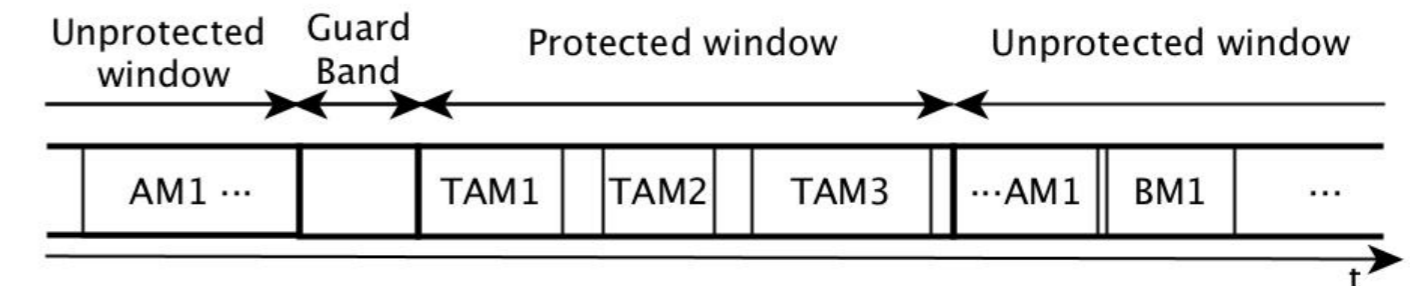 Unprotected window
Guard Band
Protected window
Unprotected window
AM1 ···
TAM1
TAM2
TAM3
···AM1
BM1
···
t